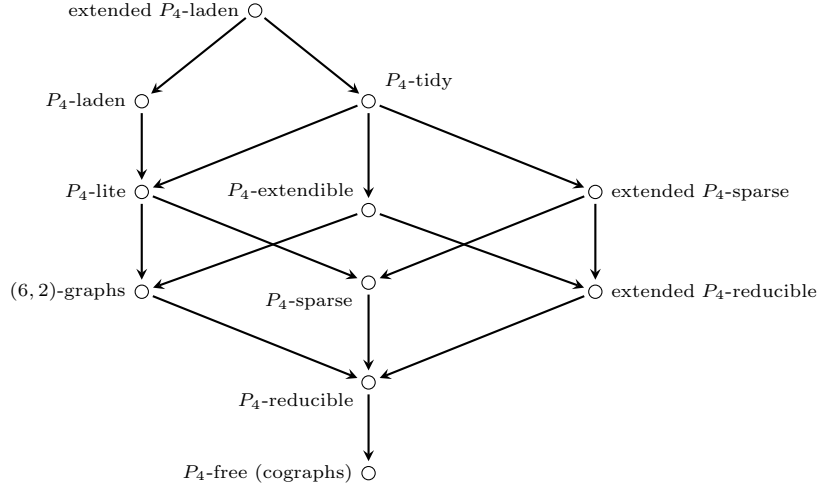 extended P₄-laden
P₄-tidy
P₄-laden
P₄-lite
P₄-extendible
extended P₄-sparse
(6, 2)-graphs
P₄-sparse
extended P₄-reducible
P₄-reducible
P₄-free (cographs)